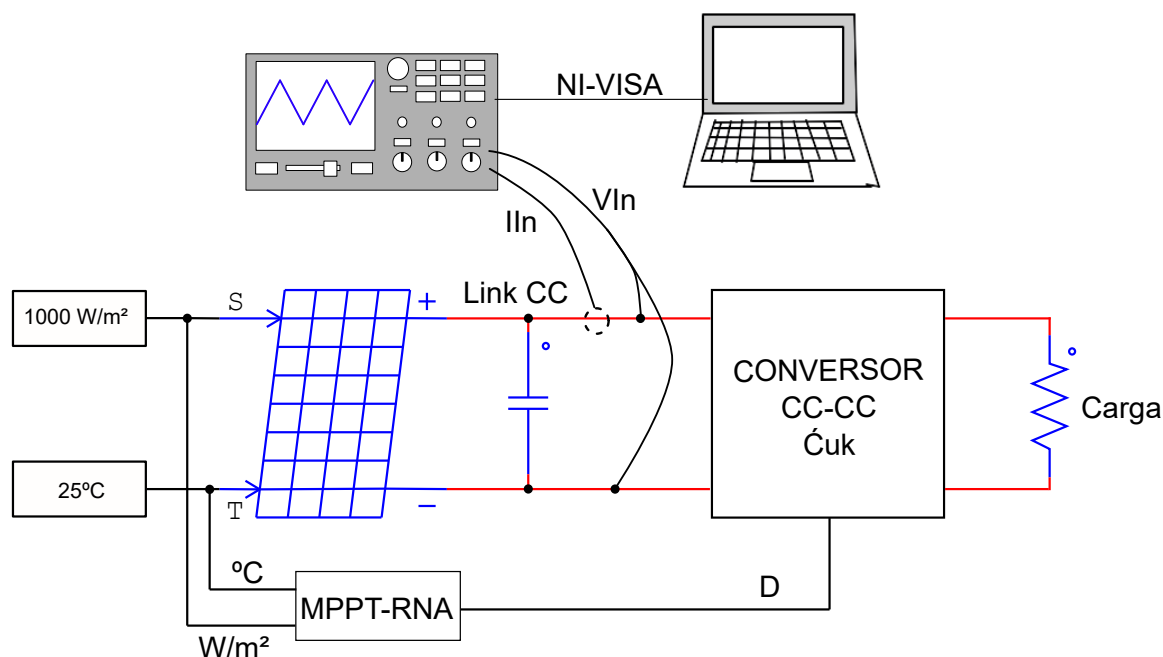 NI-VISA
VIn
IIn
Link CC
1000 W/m²
S
+
CONVERSOR
CC-CC
Ćuk
Carga
25ºC
T
−
ºC
MPPT-RNA
D
W/m²